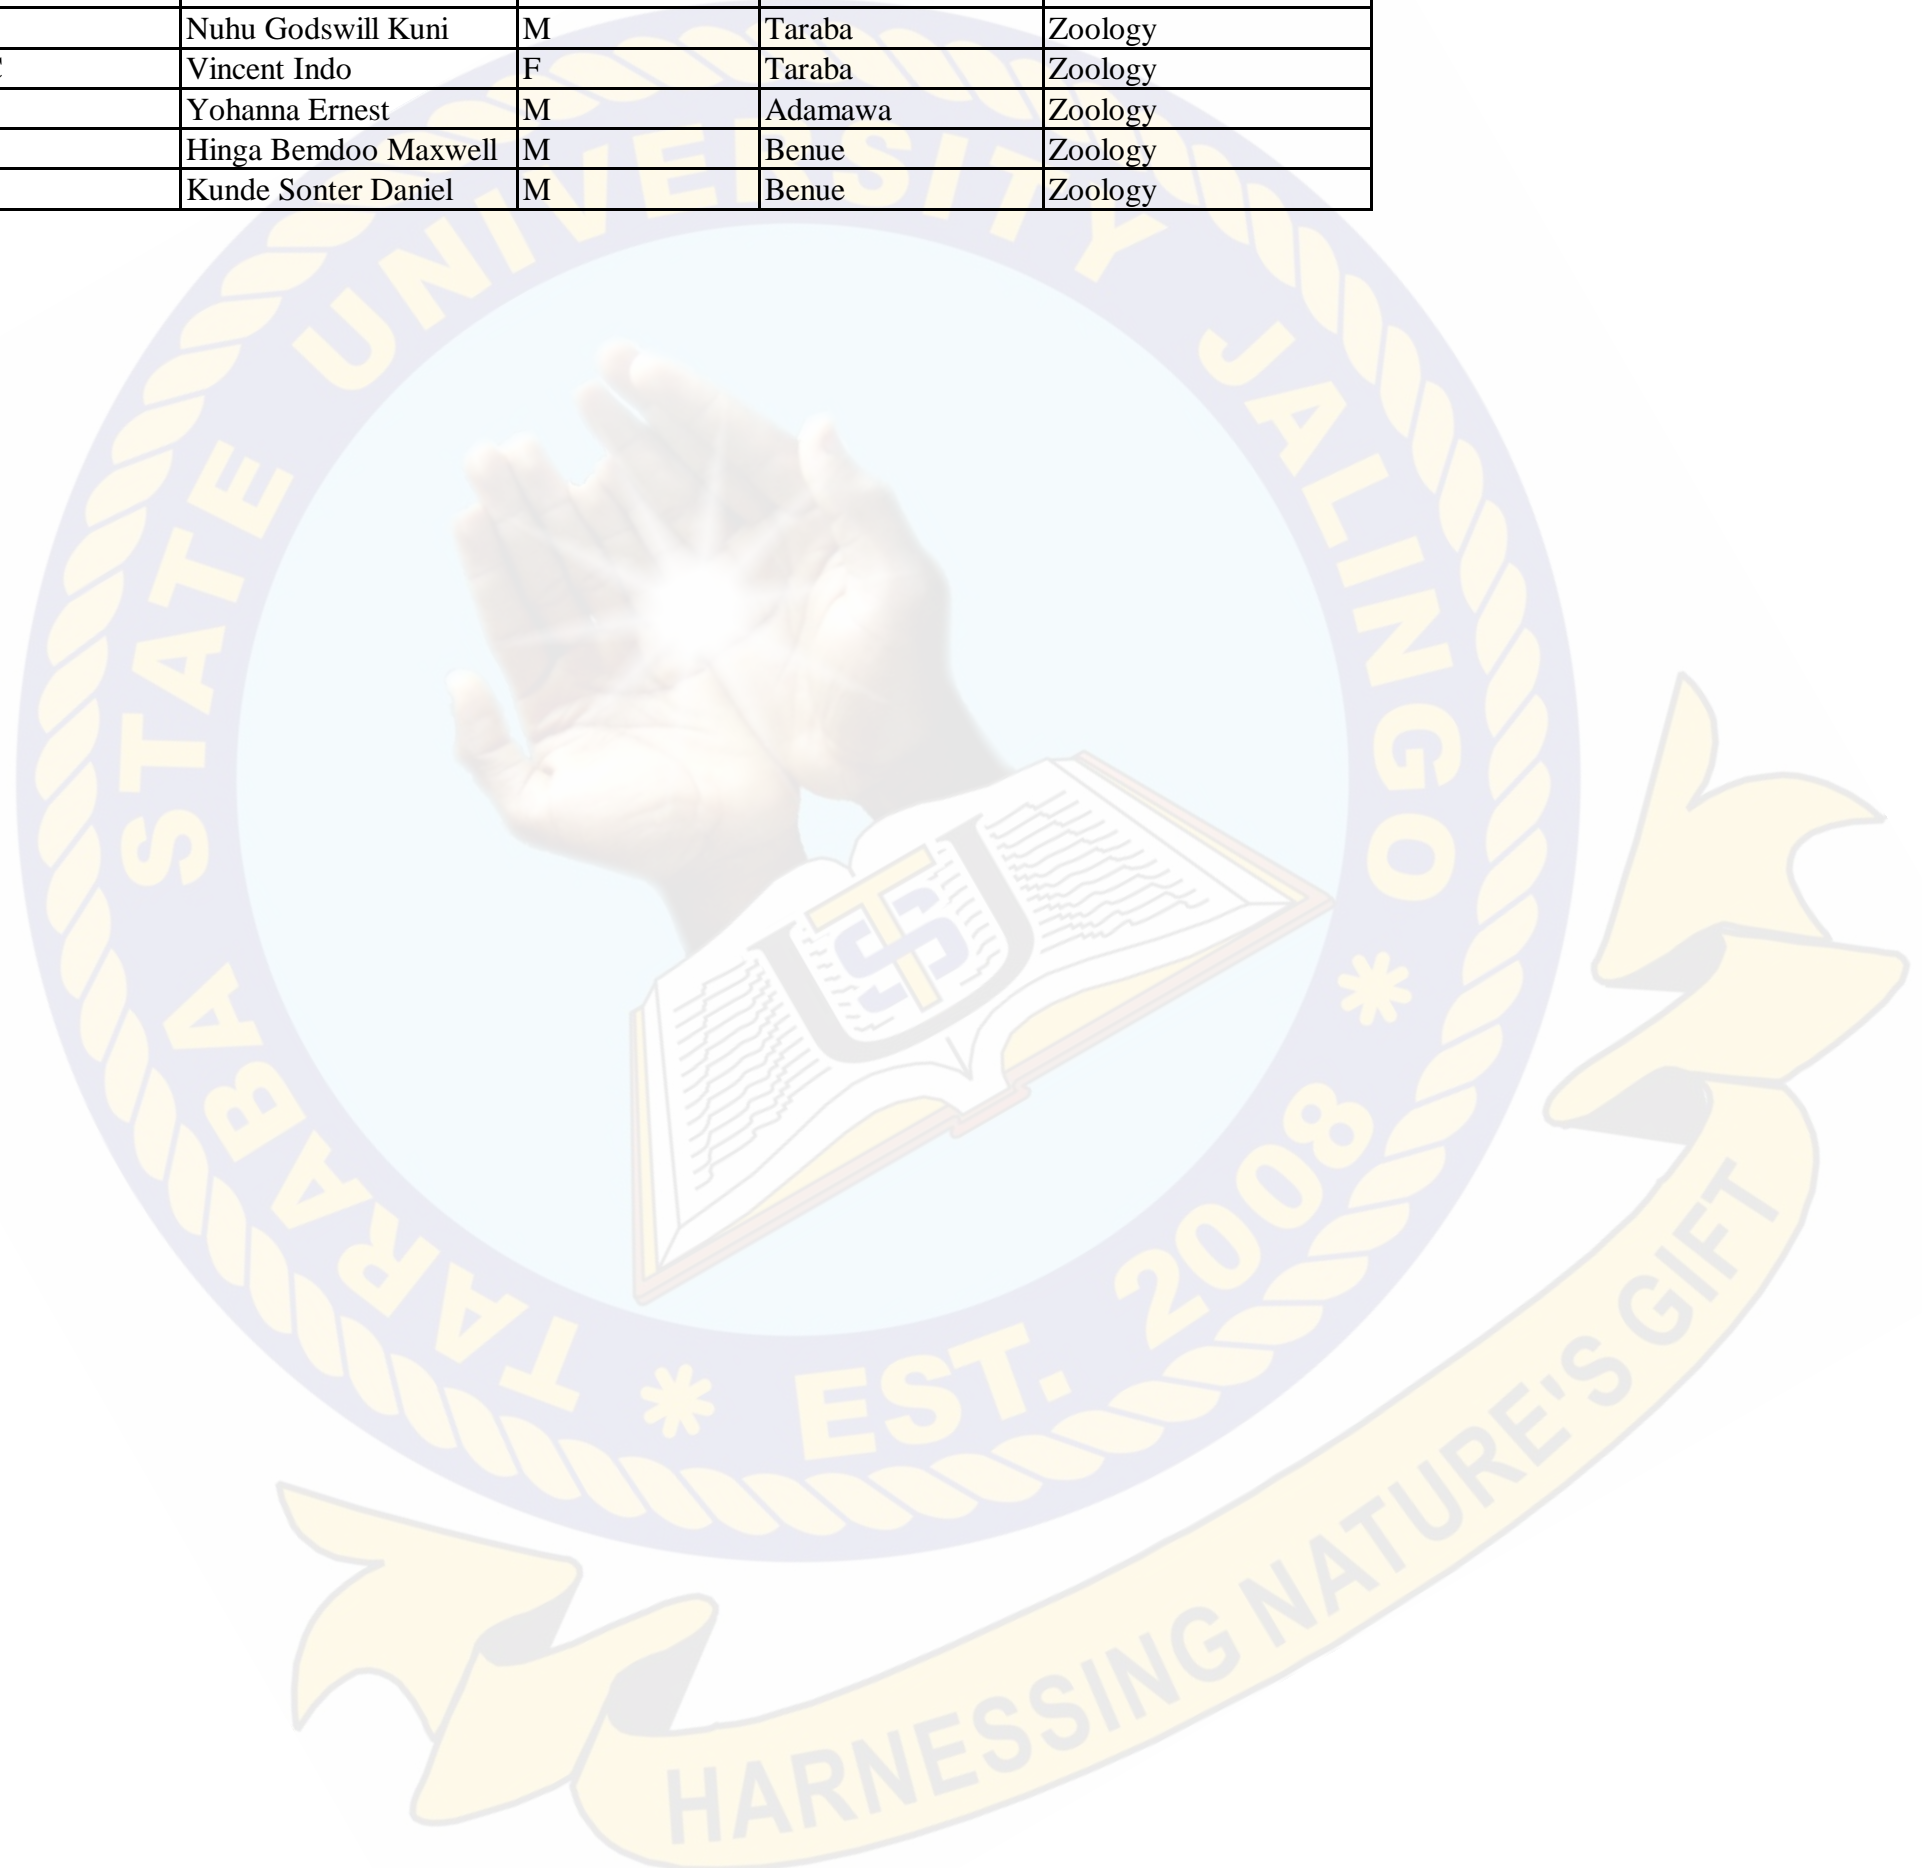 Nuhu Godswill Kuni M Taraba Zoology
Vincent Indo F Taraba Zoology
Yohanna Ernest M Adamawa Zoology
Hinga Bemdoo Maxwell M Benue Zoology
Kunde Sonter Daniel M Benue Zoology
TARABA STATE UNIVERSITY JALINGO
TSU
EST. 2008
HARNESSING NATURE'S GIFT